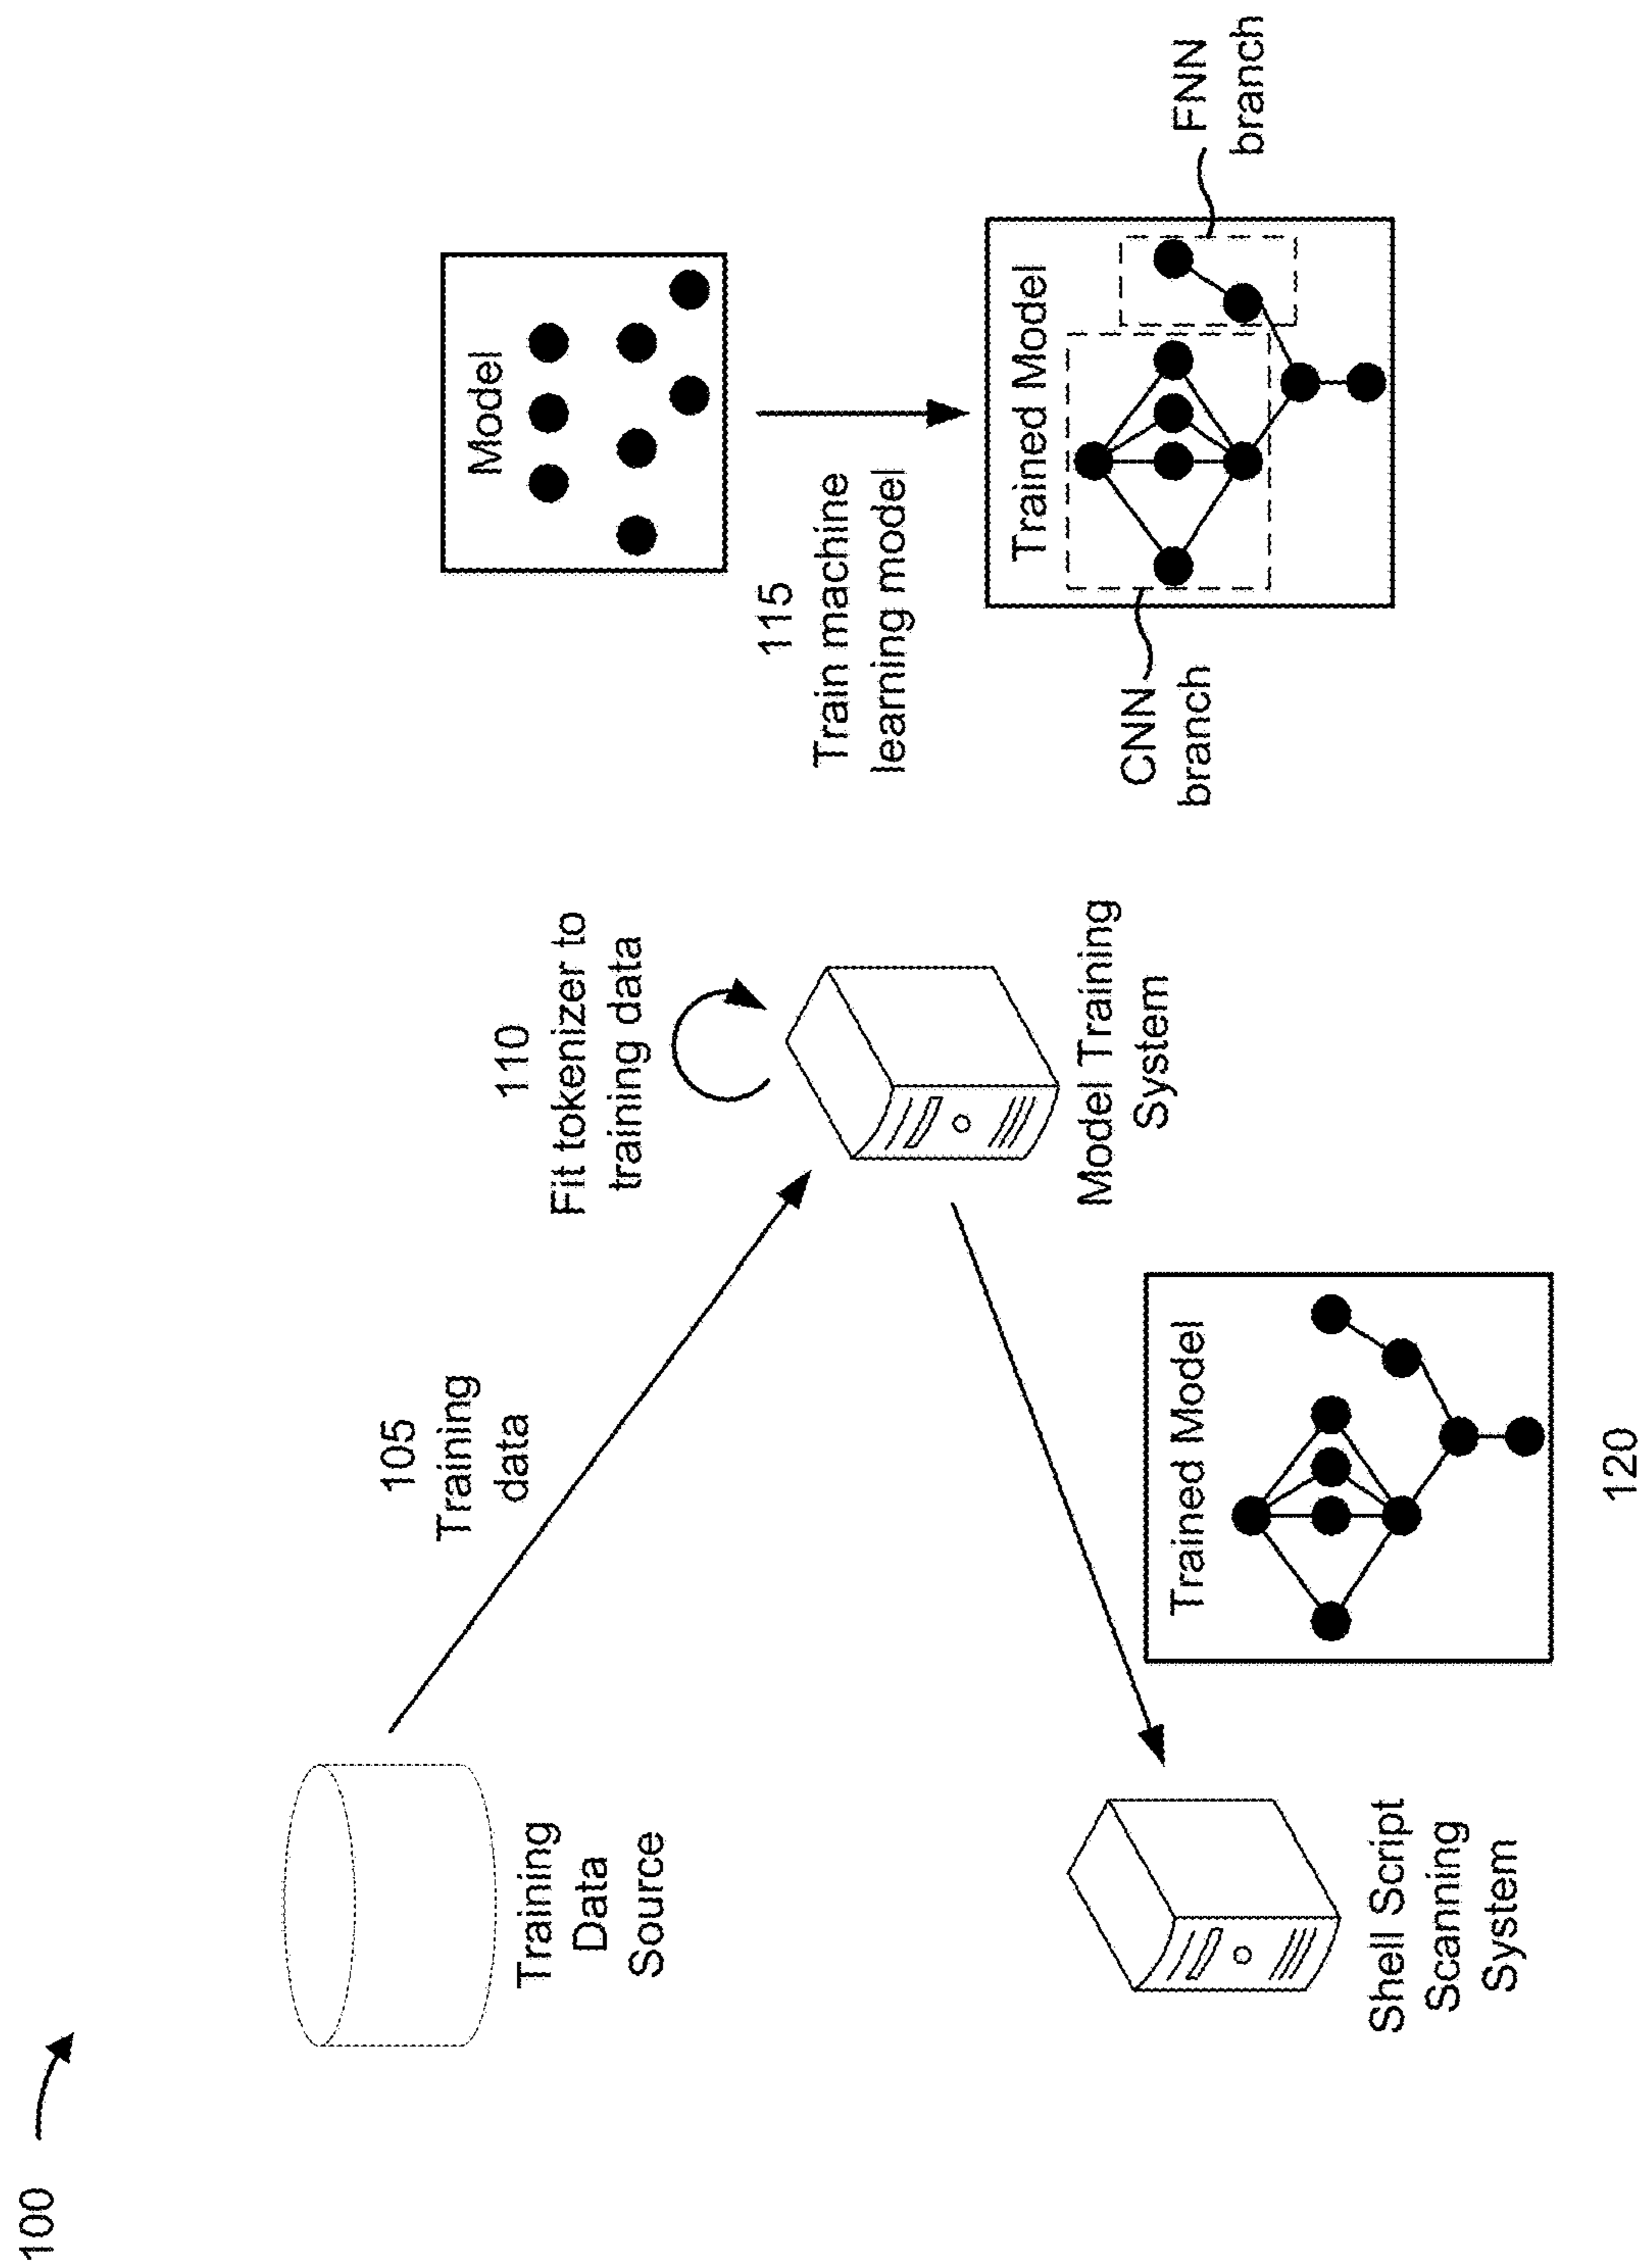 100
Training
Data
Source
105
Training
data
110
Fit tokenizer to
training data
Model Training
System
Model
115
Train machine
learning model
Trained Model
CNN
branch
FNN
branch
Shell Script
Scanning
System
Trained Model
120